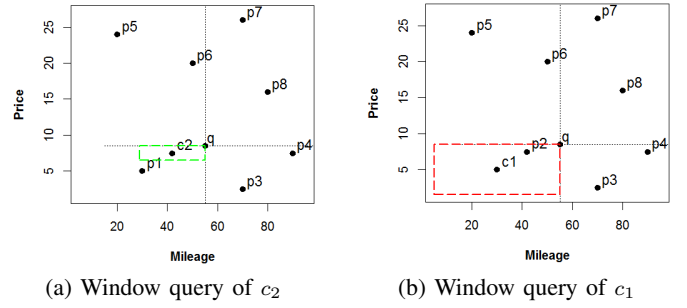 p7
p5
p6
p8
q
c2
p4
p1
p3
25
20
15
10
5
Price
20 40 60 80
Mileage
(a) Window query of c2
p7
p5
p6
p8
q
p2
p4
c1
p3
25
20
15
10
5
Price
20 40 60 80
Mileage
(b) Window query of c1